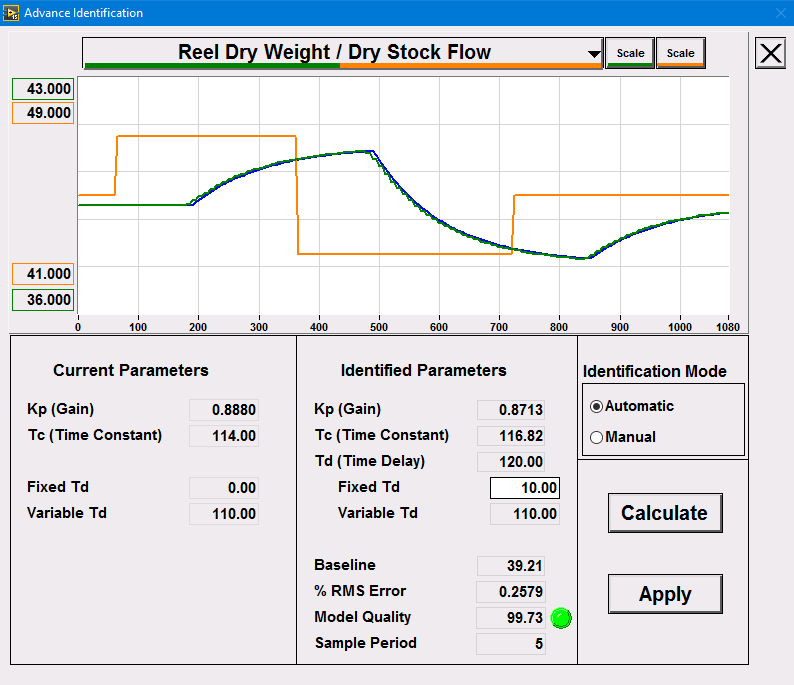 Advance Identification
Reel Dry Weight / Dry Stock Flow
Scale
Scale
43.000
49.000
41.000
36.000
0 100 200 300 400 500 600 700 800 900 1000 1080
Current Parameters
Kp (Gain) 0.8880
Tc (Time Constant) 114.00
Fixed Td 0.00
Variable Td 110.00
Identified Parameters
Kp (Gain) 0.8713
Tc (Time Constant) 116.82
Td (Time Delay) 120.00
Fixed Td 10.00
Variable Td 110.00
Baseline 39.21
% RMS Error 0.2579
Model Quality 99.73
Sample Period 5
Identification Mode
Automatic
Manual
Calculate
Apply